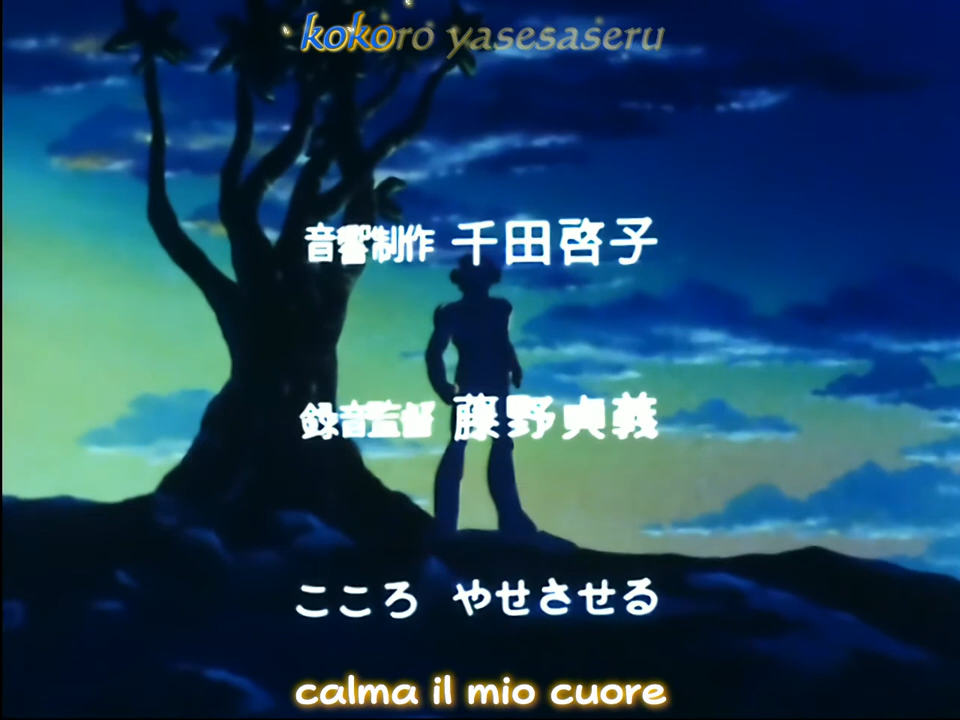 kokoro yasesaseru
音響制作 千田啓子
録音監督 藤野貞義
こころ やせさせる
calma il mio cuore